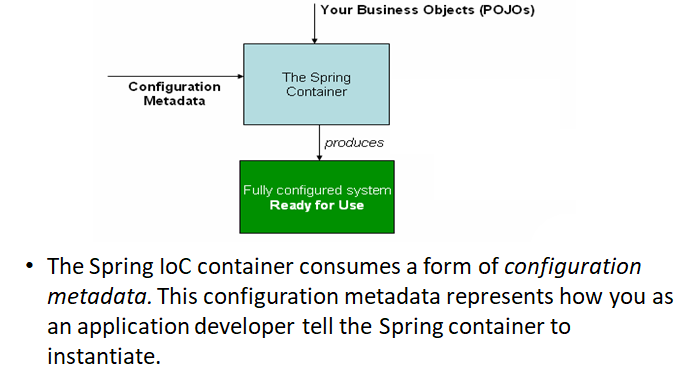 Your Business Objects (POJOs)
Configuration
Metadata
The Spring
Container
produces
Fully configured system
Ready for Use
• The Spring IoC container consumes a form of configuration
metadata. This configuration metadata represents how you as
an application developer tell the Spring container to
instantiate.